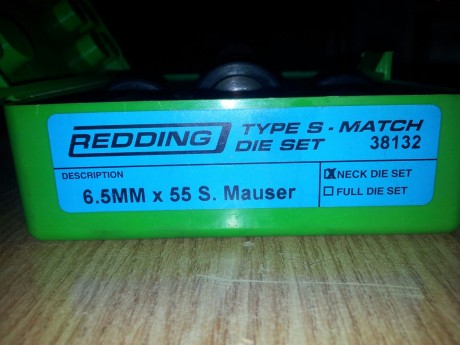 REDDING TYPE S - MATCH
DIE SET 38132
DESCRIPTION
6.5MM x 55 S. Mauser
NECK DIE SET
FULL DIE SET